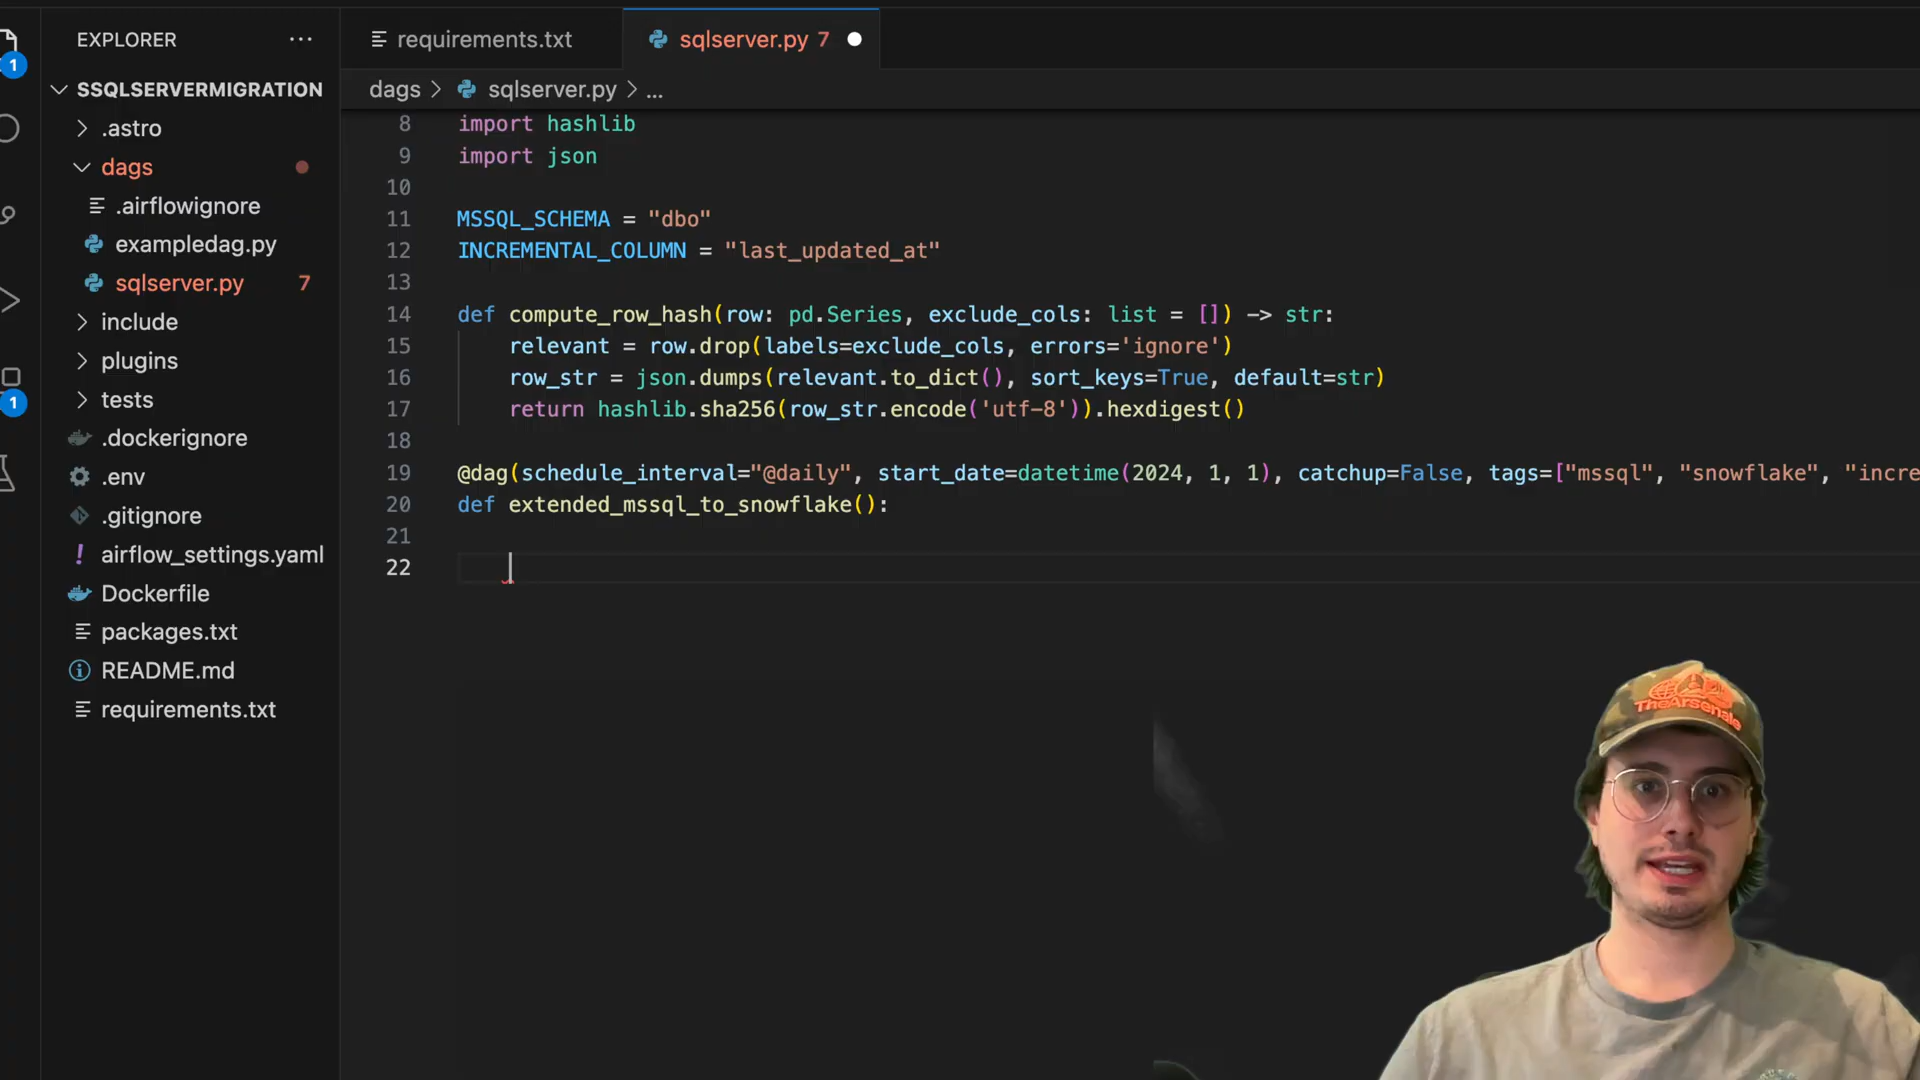 EXPLORER
SSQLSERVERMIGRATION
.astro
dags
.airflowignore
exampledag.py
sqlserver.py 7
include
plugins
tests
.dockerignore
.env
.gitignore
airflow_settings.yaml
Dockerfile
packages.txt
README.md
requirements.txt
1
1
requirements.txt
sqlserver.py 7
dags > sqlserver.py > ...
8 import hashlib
9 import json
10
11 MSSQL_SCHEMA = "dbo"
12 INCREMENTAL_COLUMN = "last_updated_at"
13
14 def compute_row_hash(row: pd.Series, exclude_cols: list = []) -> str:
15 relevant = row.drop(labels=exclude_cols, errors='ignore')
16 row_str = json.dumps(relevant.to_dict(), sort_keys=True, default=str)
17 return hashlib.sha256(row_str.encode('utf-8')).hexdigest()
18
19 @dag(schedule_interval="@daily", start_date=datetime(2024, 1, 1), catchup=False, tags=["mssql", "snowflake", "incre
20 def extended_mssql_to_snowflake():
21
22
TheArsenale